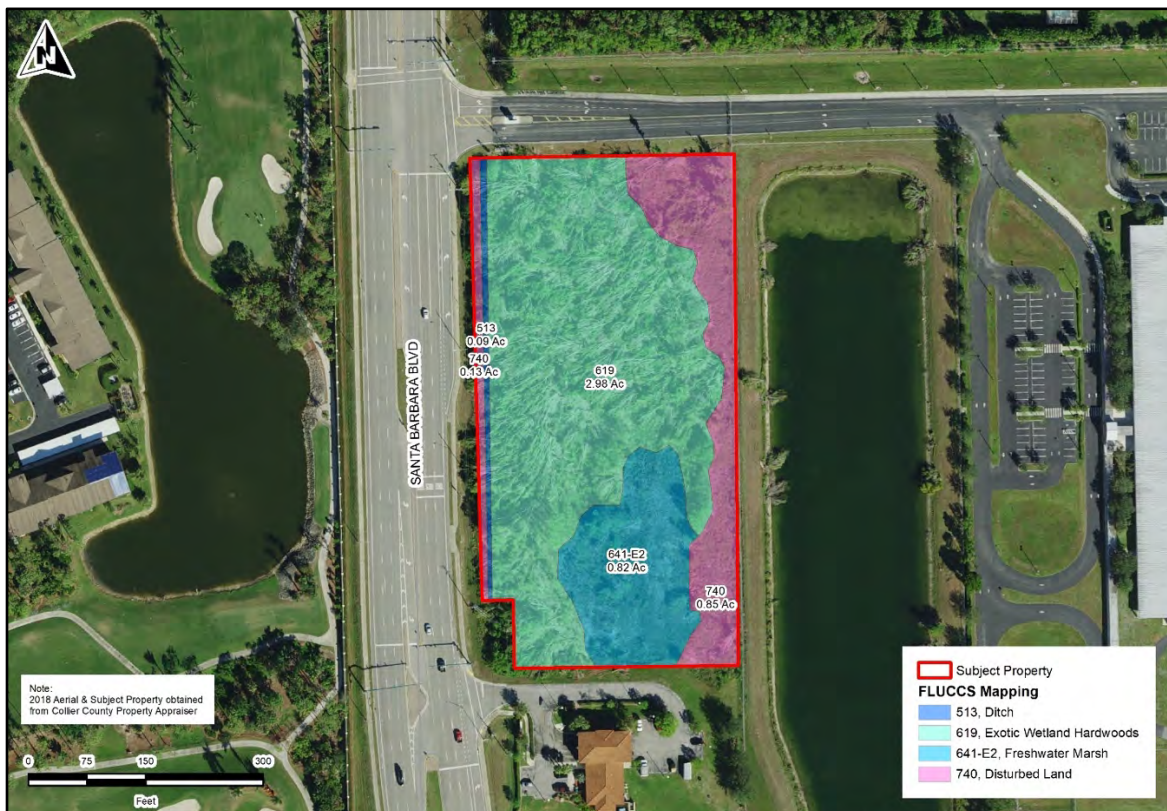 N
513
0.09 Ac
740
0.13 Ac
SANTA BARBARA BLVD
619
2.98 Ac
641-E2
0.82 Ac
740
0.85 Ac
Note:
2018 Aerial & Subject Property obtained
from Collier County Property Appraiser
0 75 150 300
Feet
Subject Property
FLUCCS Mapping
513, Ditch
619, Exotic Wetland Hardwoods
641-E2, Freshwater Marsh
740, Disturbed Land